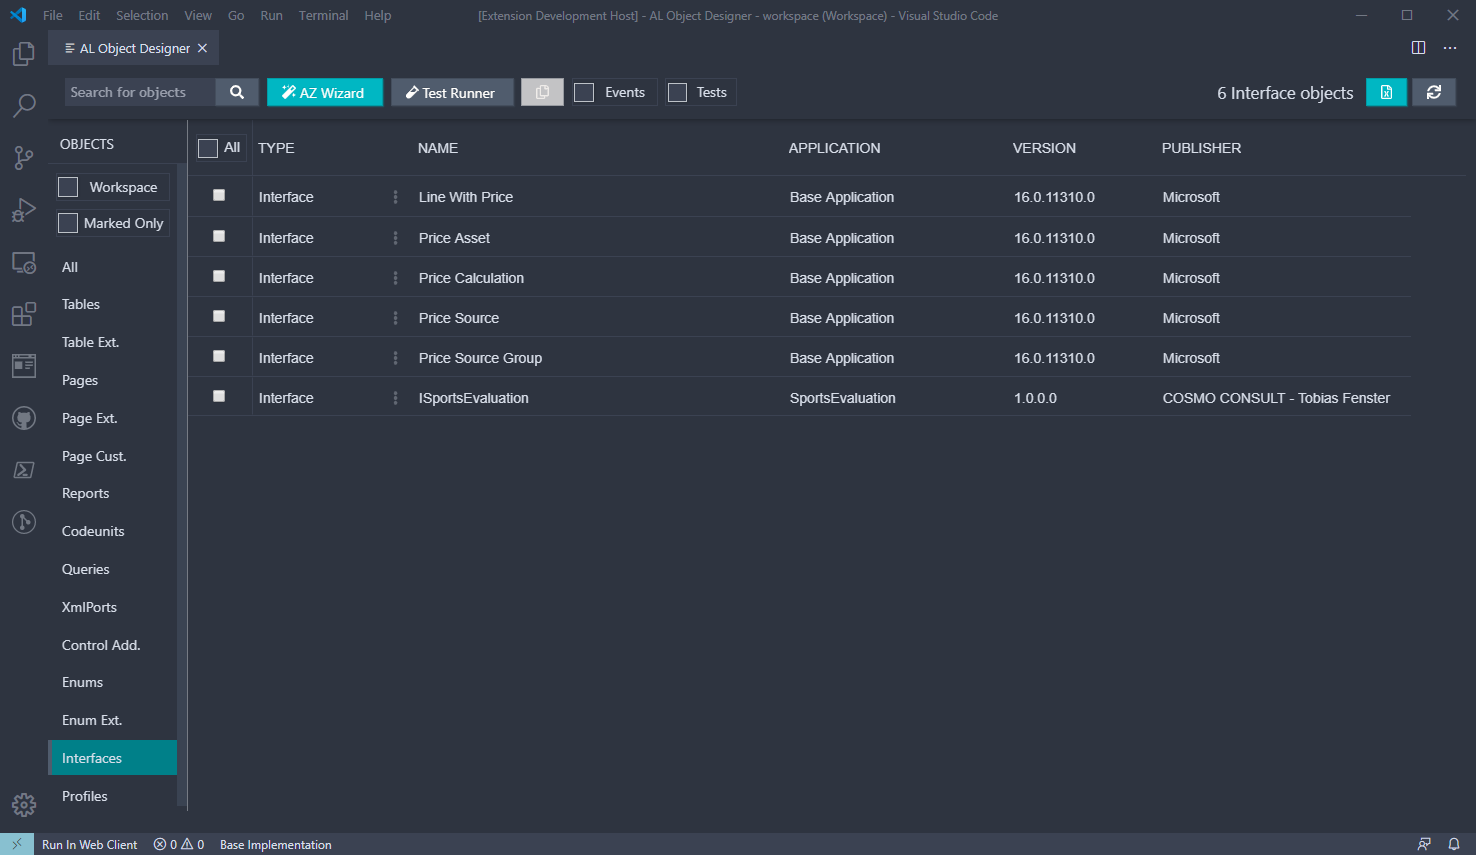 File Edit Selection View Go Run Terminal Help [Extension Development Host] - AL Object Designer - workspace (Workspace) - Visual Studio Code
AL Object Designer
Search for objects AZ Wizard Test Runner Events Tests 6 Interface objects
OBJECTS All TYPE NAME APPLICATION VERSION PUBLISHER
Workspace
Marked Only
All
Tables
Table Ext.
Pages
Page Ext.
Page Cust.
Reports
Codeunits
Queries
XmlPorts
Control Add.
Enums
Enum Ext.
Interfaces
Profiles
Interface Line With Price Base Application 16.0.11310.0 Microsoft
Interface Price Asset Base Application 16.0.11310.0 Microsoft
Interface Price Calculation Base Application 16.0.11310.0 Microsoft
Interface Price Source Base Application 16.0.11310.0 Microsoft
Interface Price Source Group Base Application 16.0.11310.0 Microsoft
Interface ISportsEvaluation SportsEvaluation 1.0.0.0 COSMO CONSULT - Tobias Fenster
Run In Web Client 0 0 Base Implementation